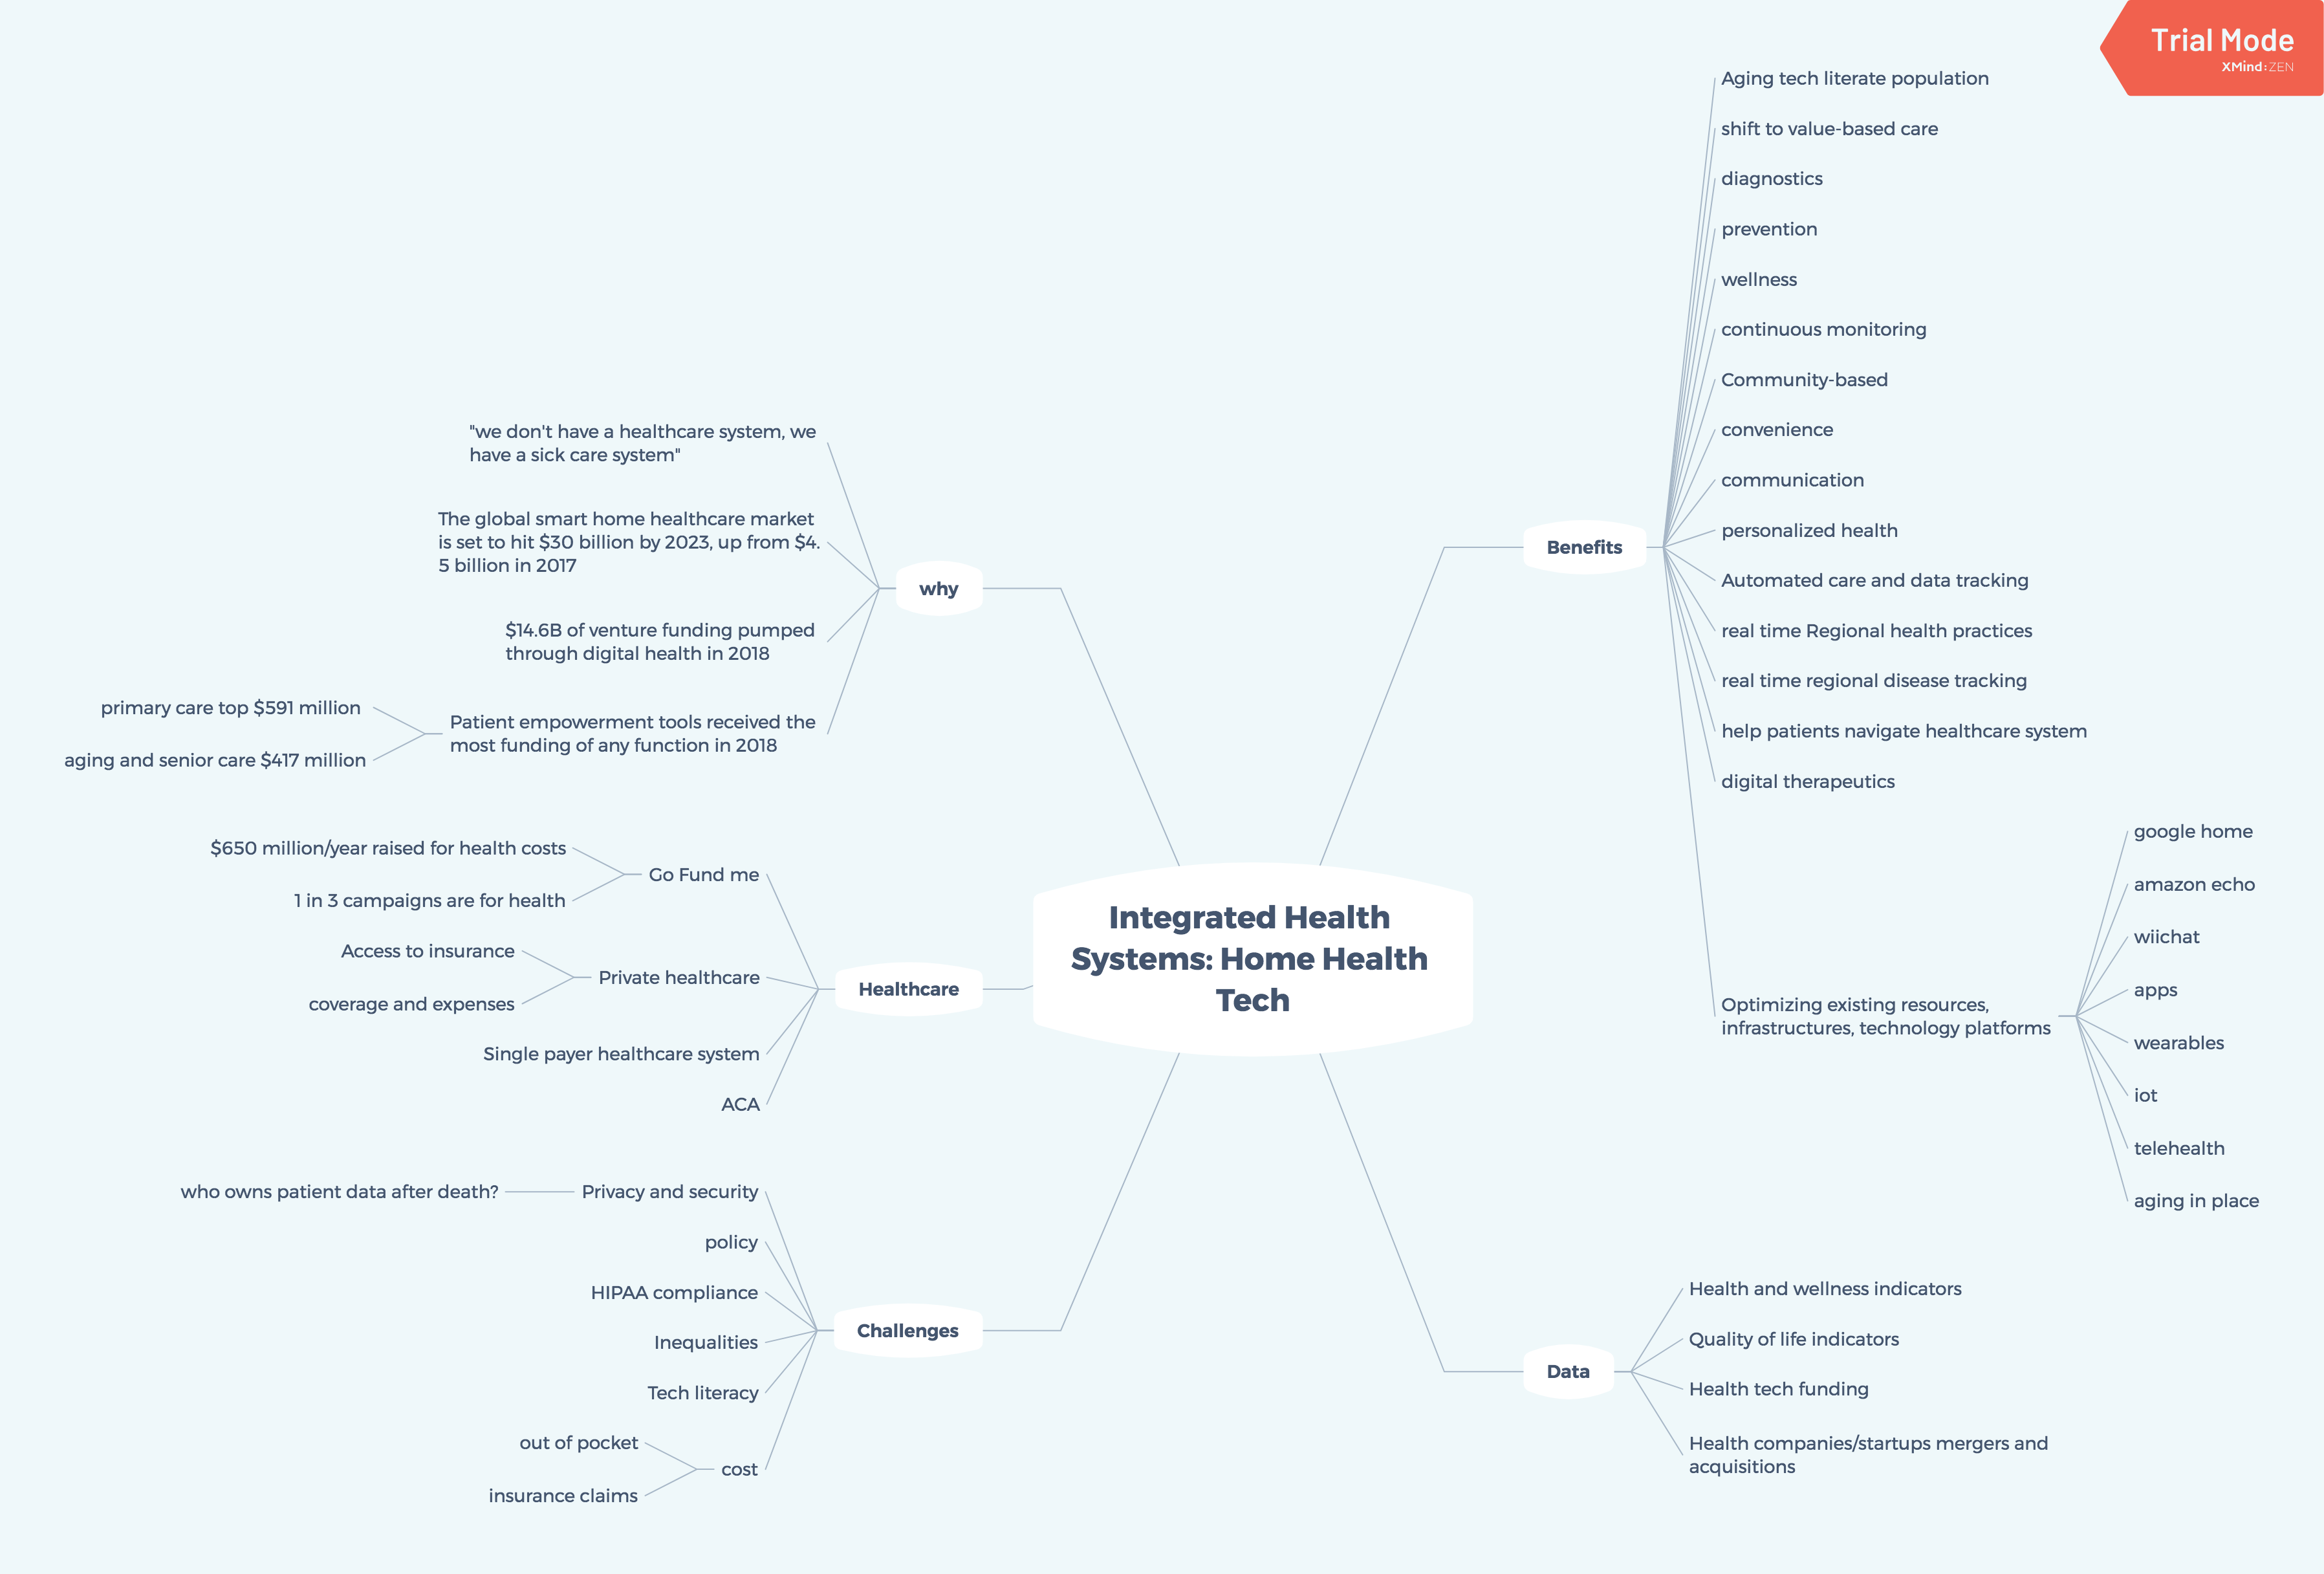 Trial Mode
XMind:ZEN
Integrated Health
Systems: Home Health
Tech
Benefits
Aging tech literate population
shift to value-based care
diagnostics
prevention
wellness
continuous monitoring
Community-based
convenience
communication
personalized health
Automated care and data tracking
real time Regional health practices
real time regional disease tracking
help patients navigate healthcare system
digital therapeutics
Optimizing existing resources,
infrastructures, technology platforms
google home
amazon echo
wiichat
apps
wearables
iot
telehealth
aging in place
Data
Health and wellness indicators
Quality of life indicators
Health tech funding
Health companies/startups mergers and
acquisitions
why
"we don't have a healthcare system, we
have a sick care system"
The global smart home healthcare market
is set to hit $30 billion by 2023, up from $4.
5 billion in 2017
$14.6B of venture funding pumped
through digital health in 2018
Patient empowerment tools received the
most funding of any function in 2018
primary care top $591 million
aging and senior care $417 million
Healthcare
Go Fund me
$650 million/year raised for health costs
1 in 3 campaigns are for health
Private healthcare
Access to insurance
coverage and expenses
Single payer healthcare system
ACA
Challenges
Privacy and security
who owns patient data after death?
policy
HIPAA compliance
Inequalities
Tech literacy
cost
out of pocket
insurance claims